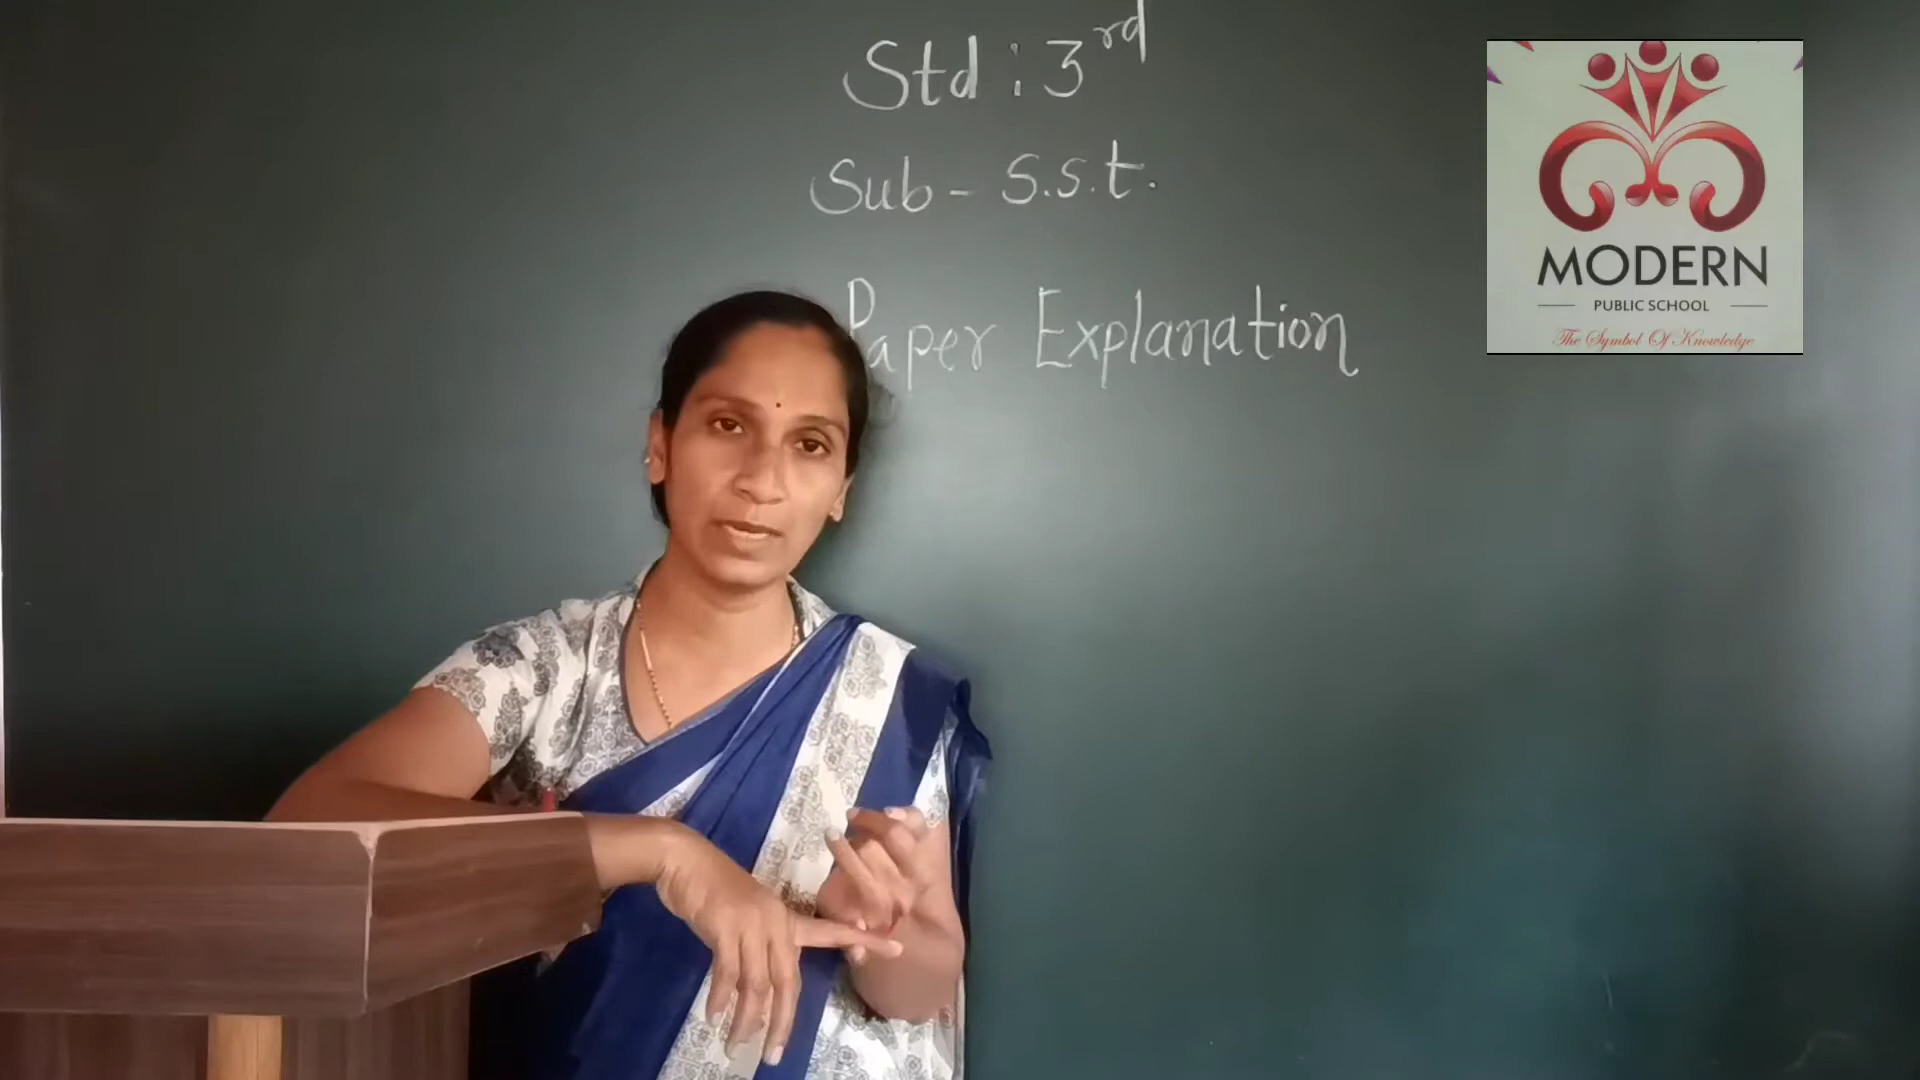 Std : 3rd
Sub - S.s.t.
Paper Explanation
MODERN
PUBLIC SCHOOL
The Symbol Of Knowledge